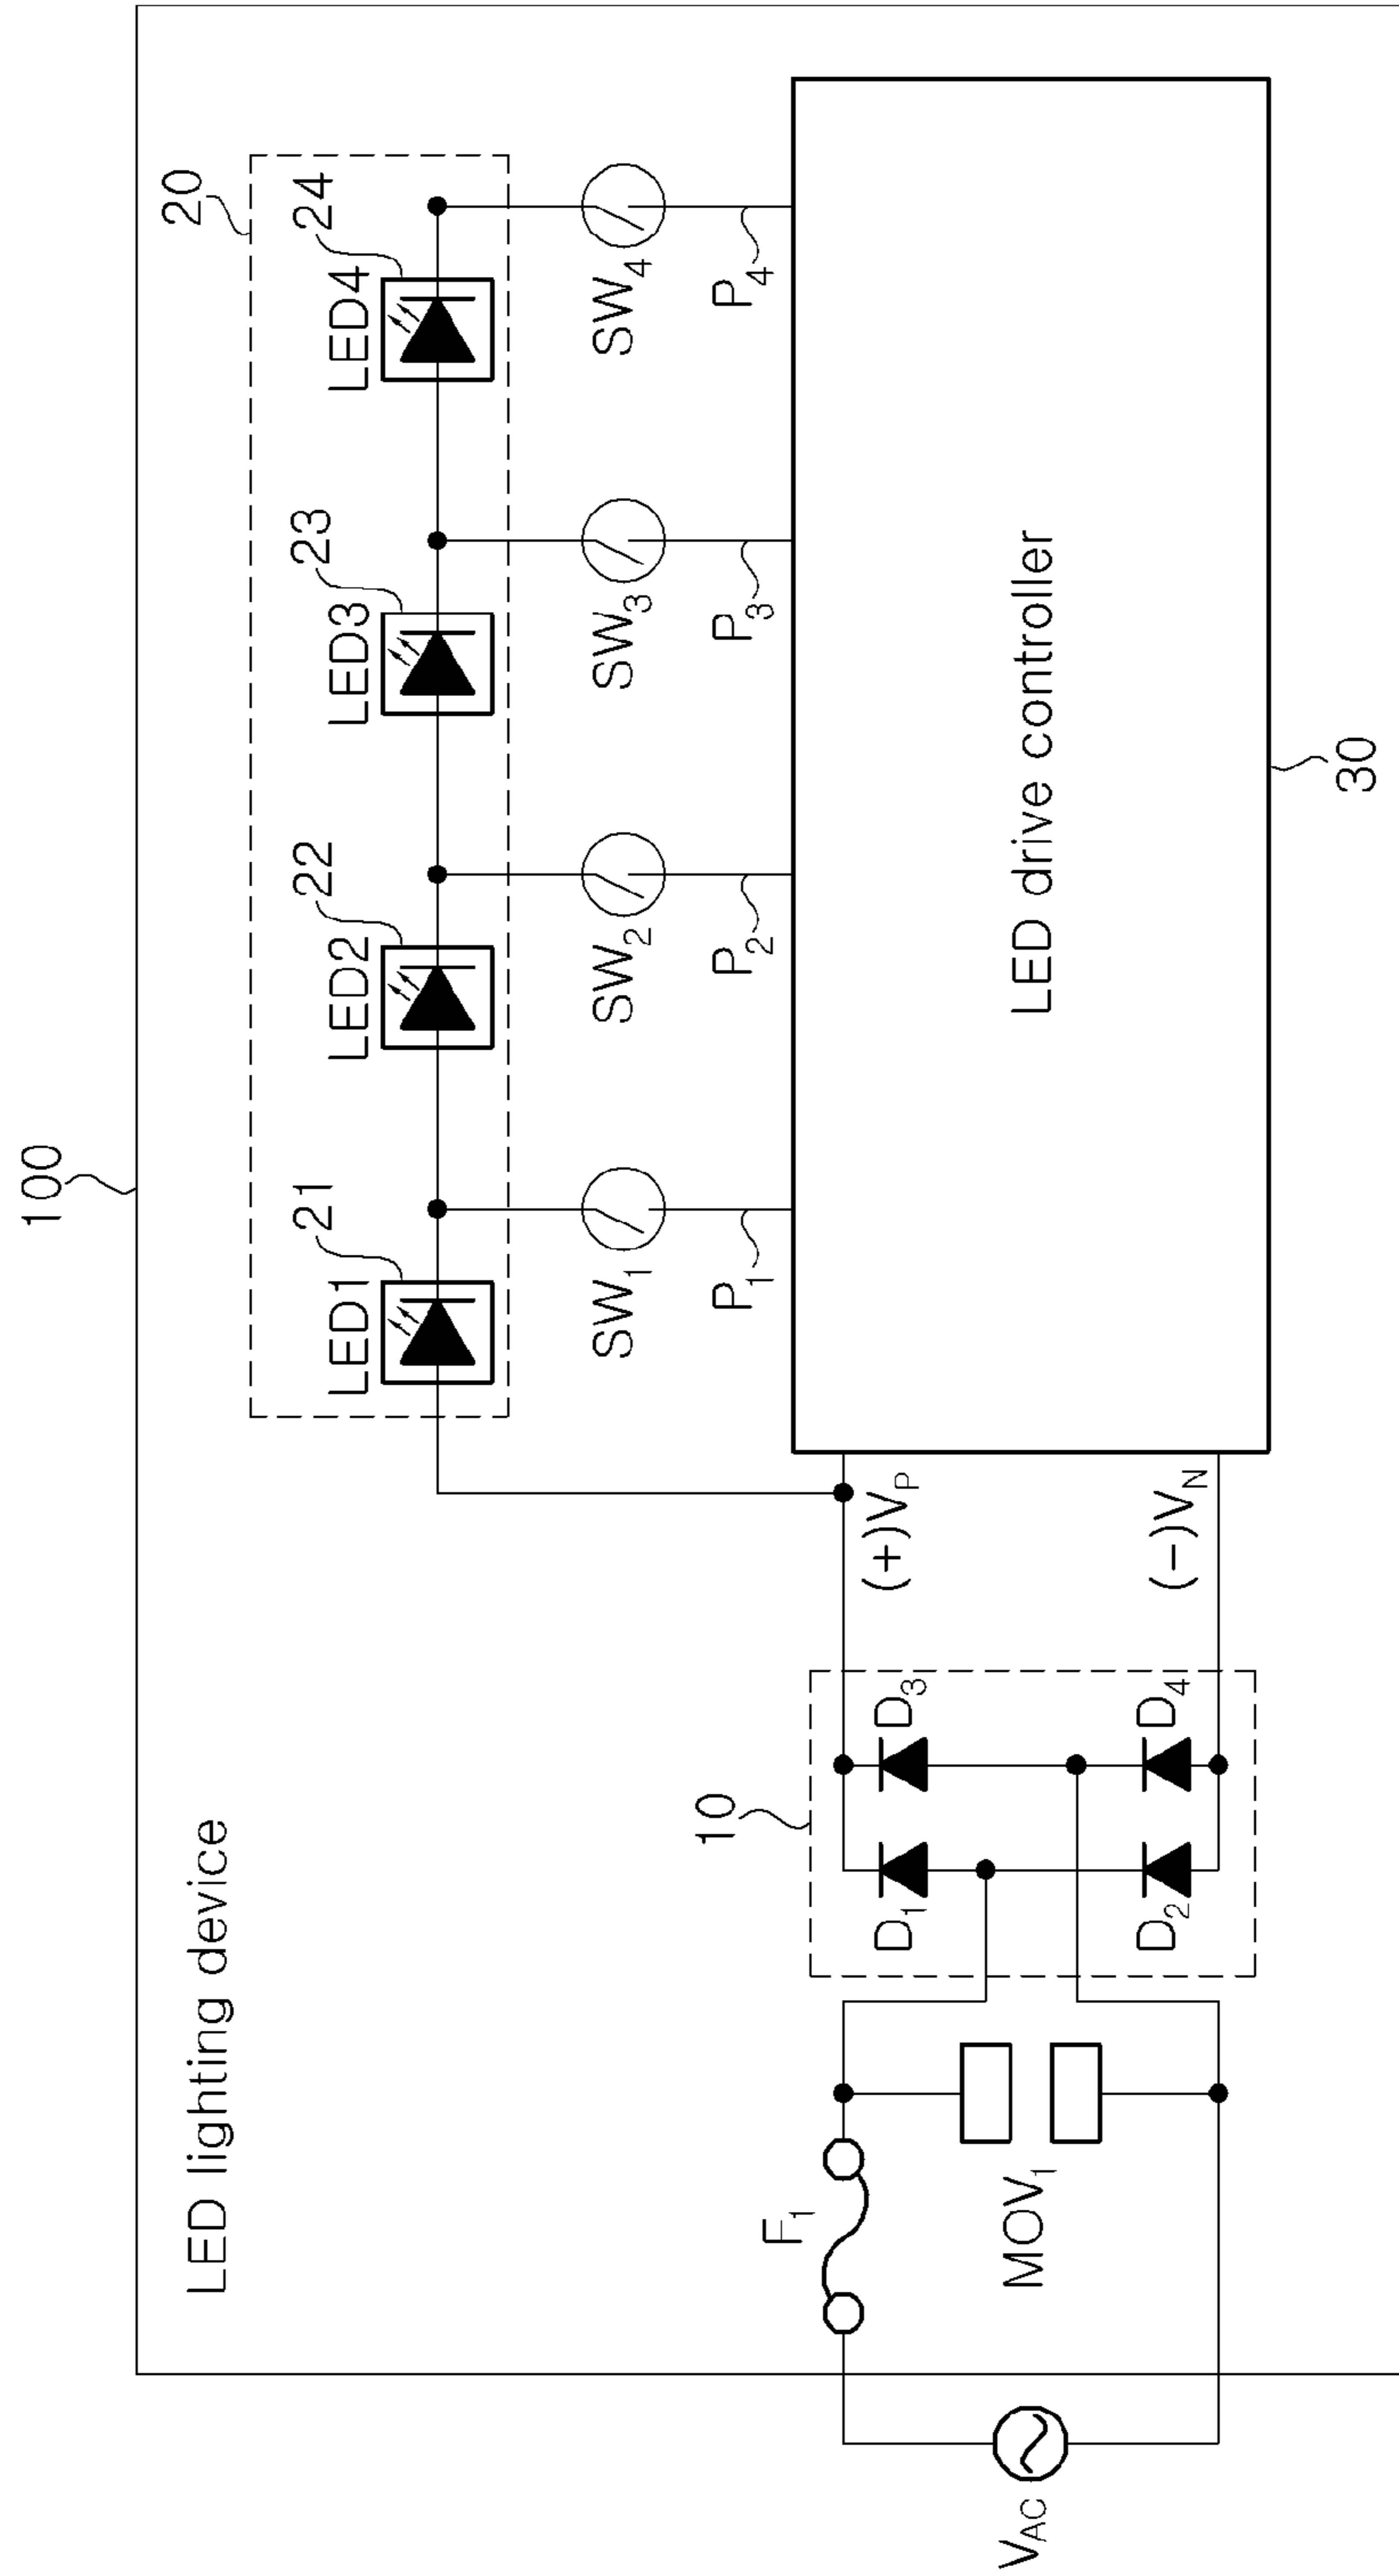 100
LED lighting device
20
LED1
21
LED2
22
LED3
23
LED4
24
SW1
SW2
SW3
SW4
P1
P2
P3
P4
F1
10
D1
D3
(+)VP
VAC
MOV1
LED drive controller
D2
D4
(-)VN
30